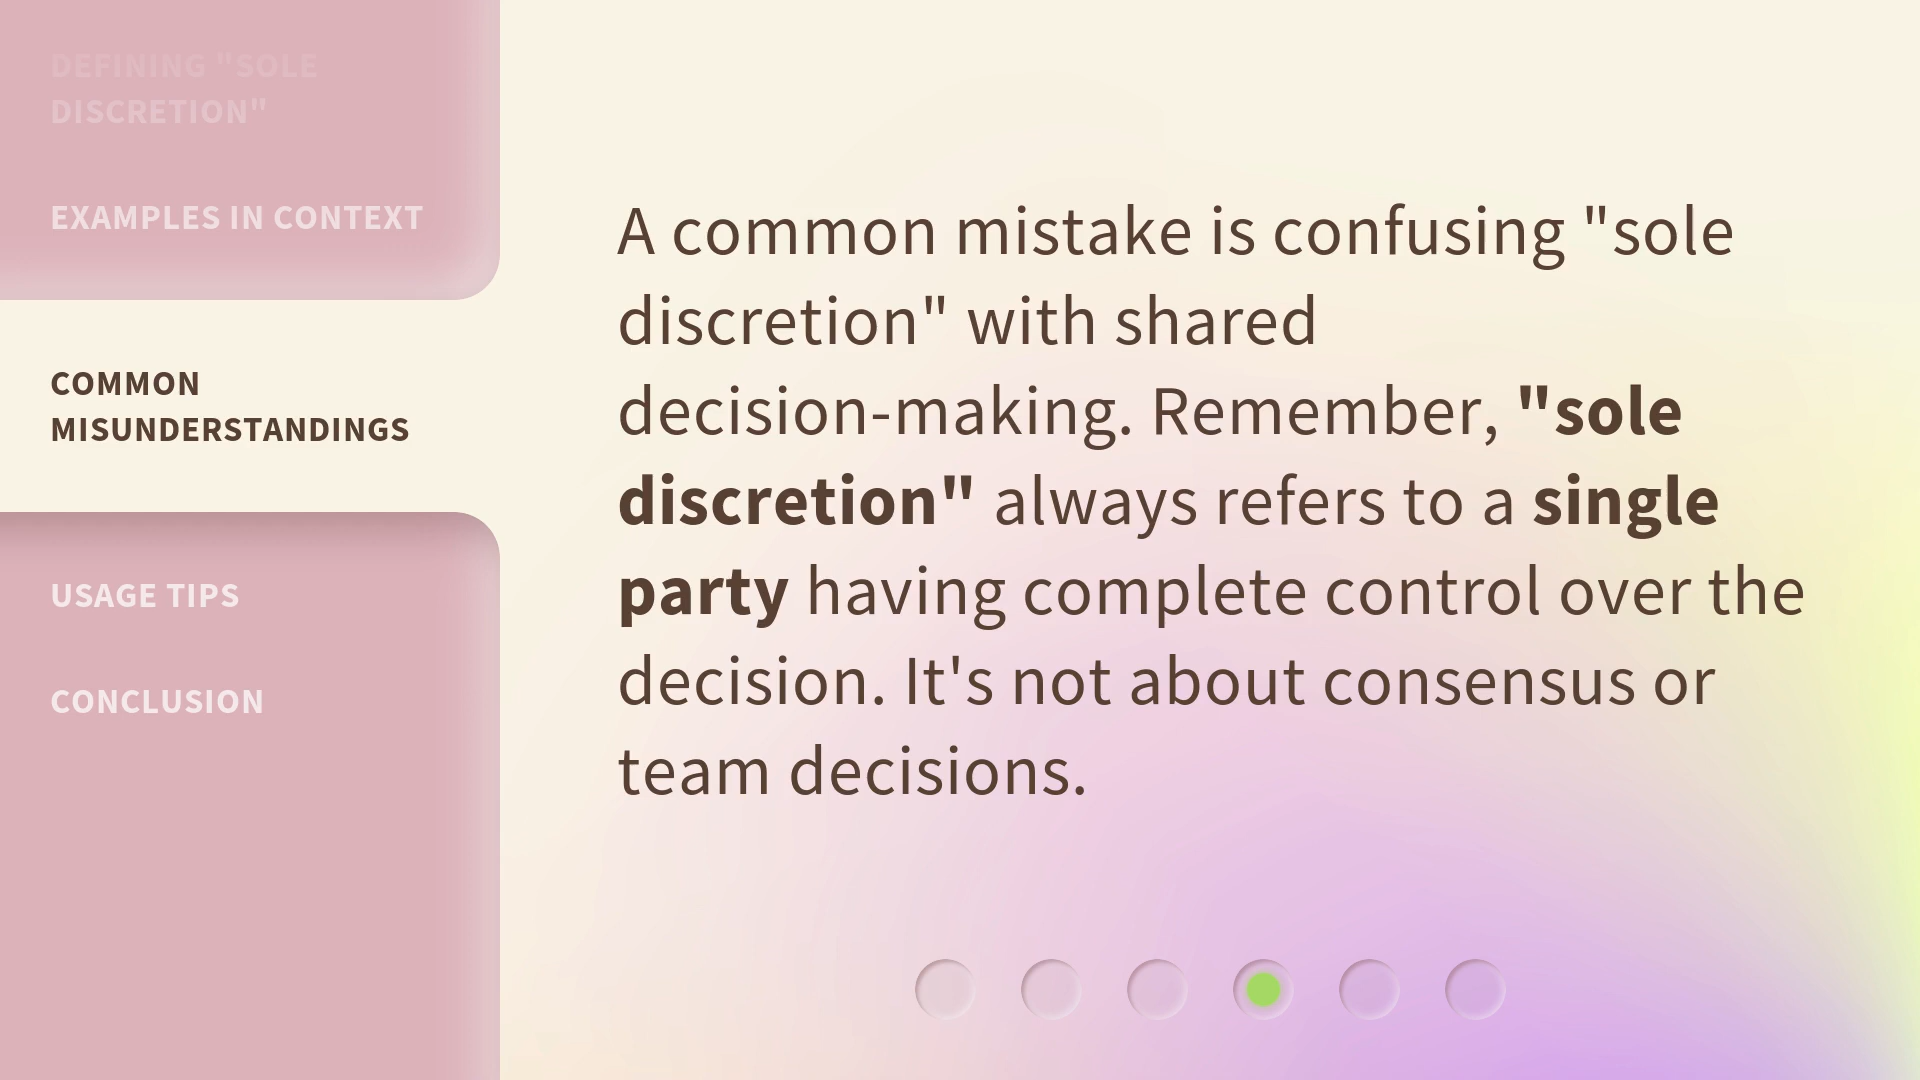 DEFINING "SOLE
DISCRETION"
EXAMPLES IN CONTEXT
COMMON
MISUNDERSTANDINGS
USAGE TIPS
CONCLUSION
A common mistake is confusing "sole
discretion" with shared
decision-making. Remember, "sole
discretion" always refers to a single
party having complete control over the
decision. It's not about consensus or
team decisions.